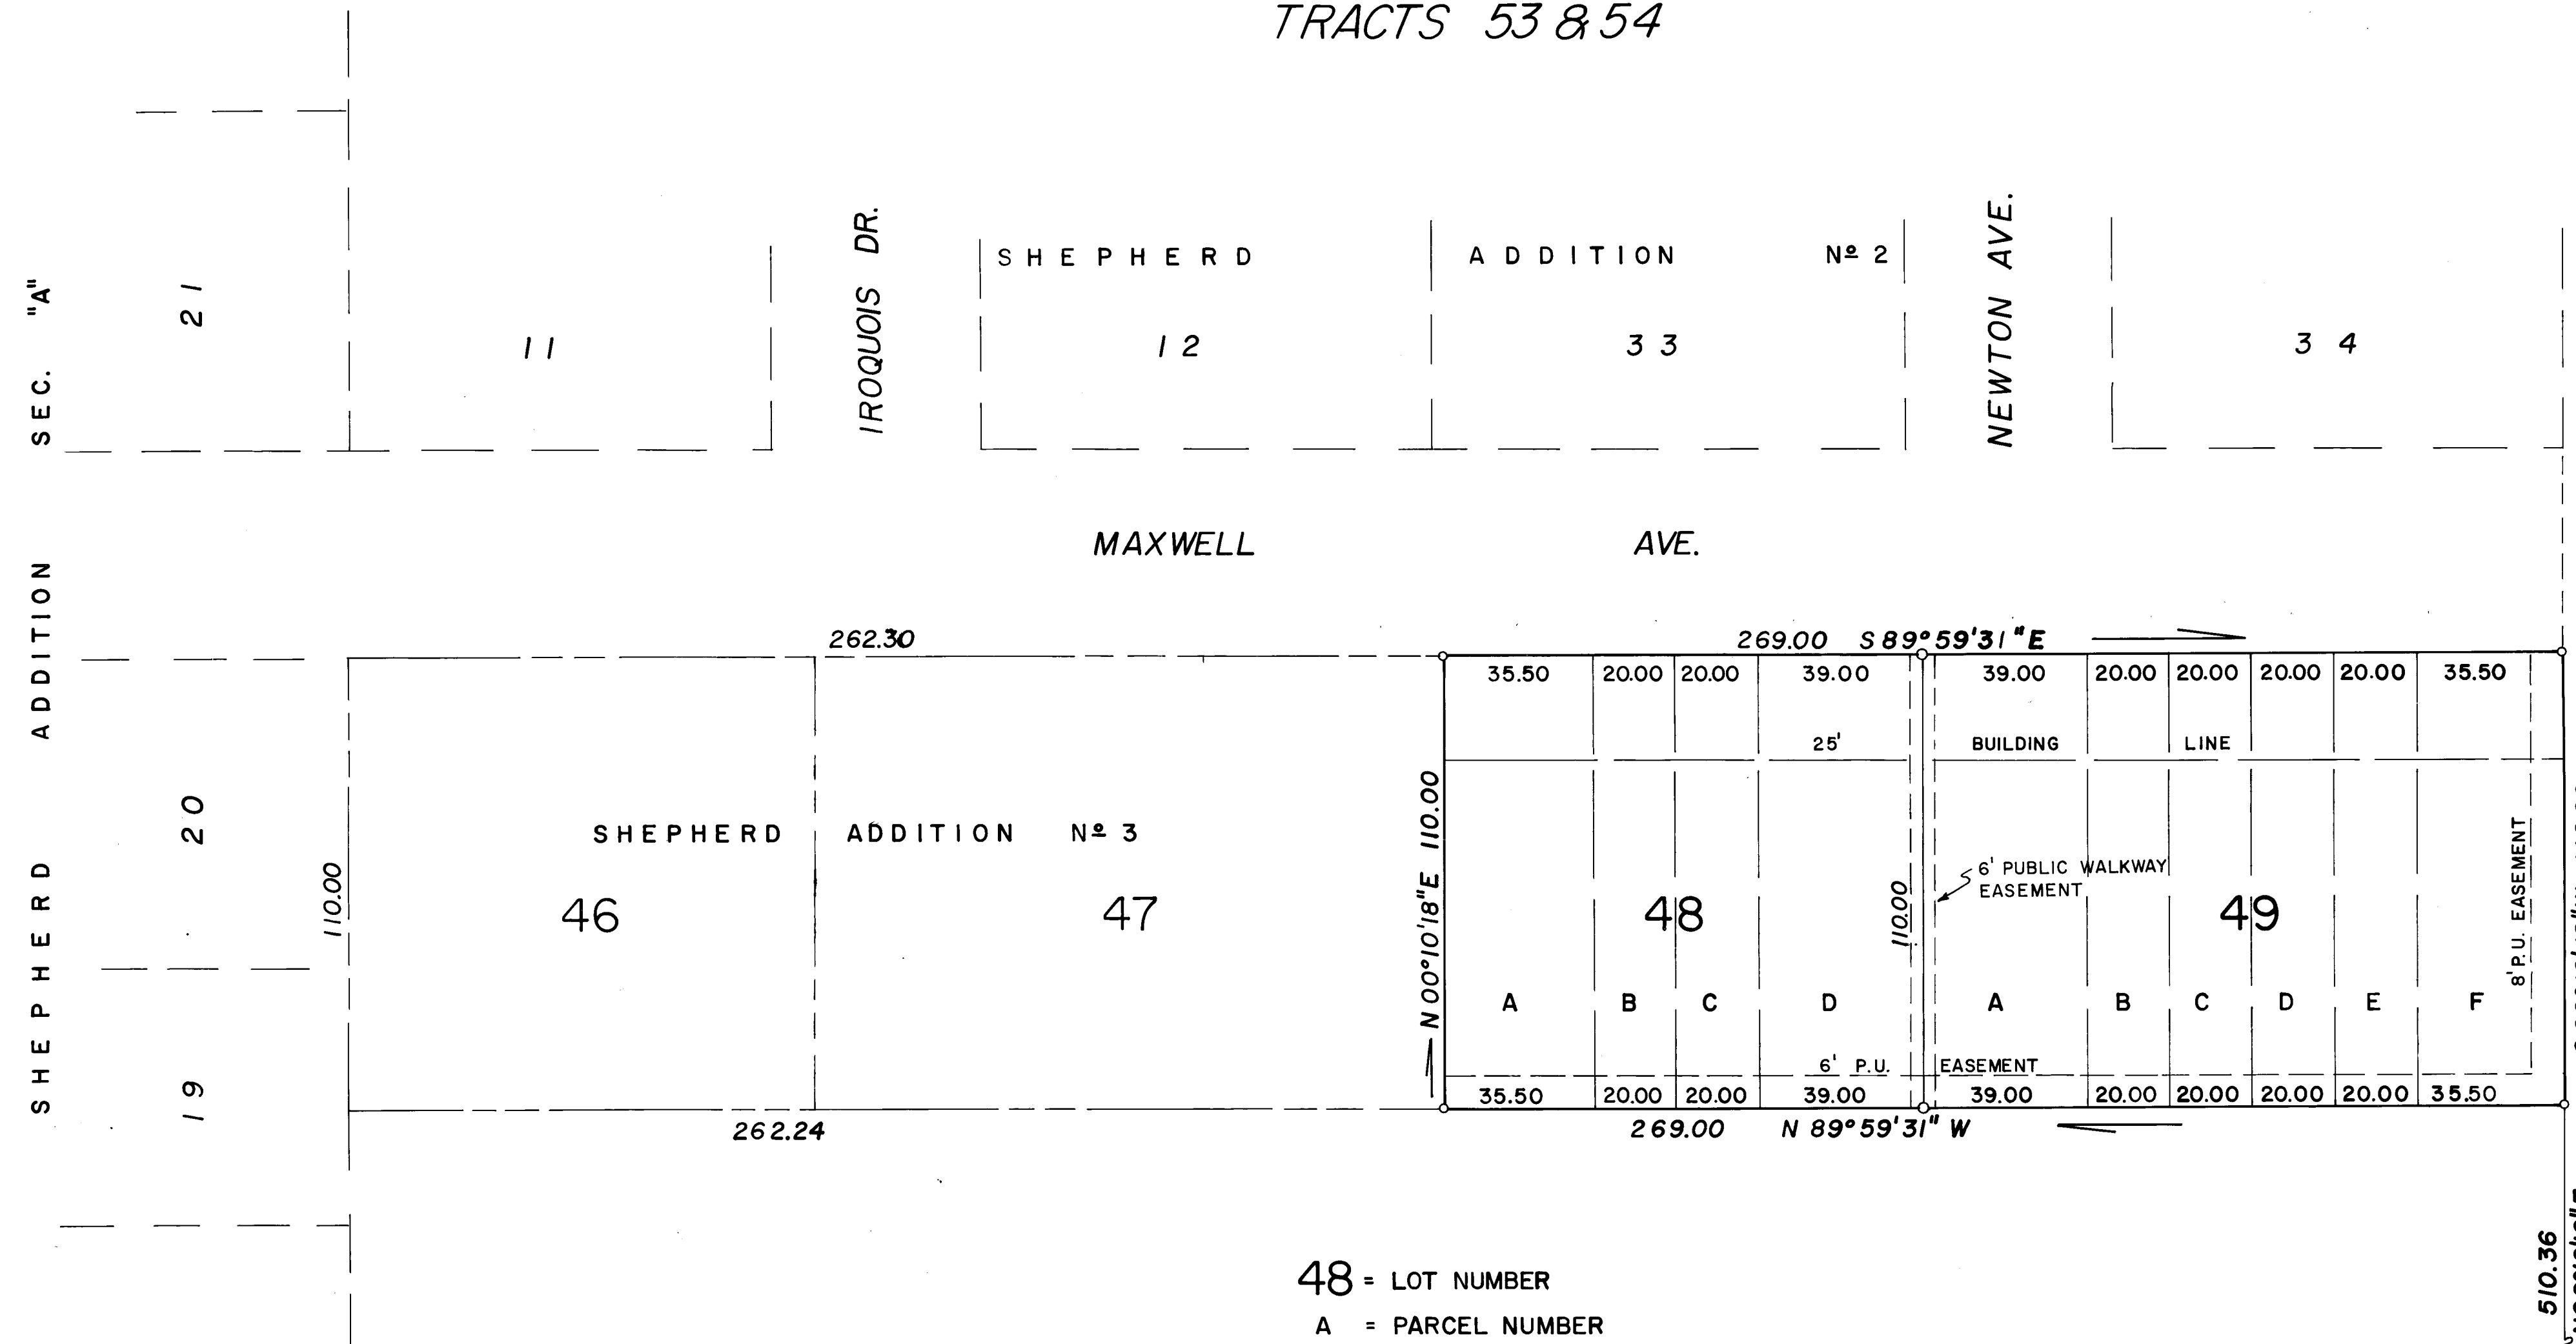 TRACTS 53 & 54
SHEPHERD ADDITION SEC. "A"
21
20
19
11
IROQUOIS DR.
SHEPHERD ADDITION Nº 2
12
33
NEWTON AVE.
34
MAXWELL AVE.
262.30
269.00 S 89°59'31"E
35.50 20.00 20.00 39.00 39.00 20.00 20.00 20.00 20.00 35.50
25' BUILDING LINE
SHEPHERD ADDITION Nº 3
110.00
46
47
N 00°10'18"E 110.00
48
110.00
6' PUBLIC WALKWAY
EASEMENT
49
8' P.U. EASEMENT
A B C D A B C D E F
6' P.U. EASEMENT
35.50 20.00 20.00 39.00 39.00 20.00 20.00 20.00 20.00 35.50
262.24
269.00 N 89°59'31" W
510.36
48 = LOT NUMBER
A = PARCEL NUMBER